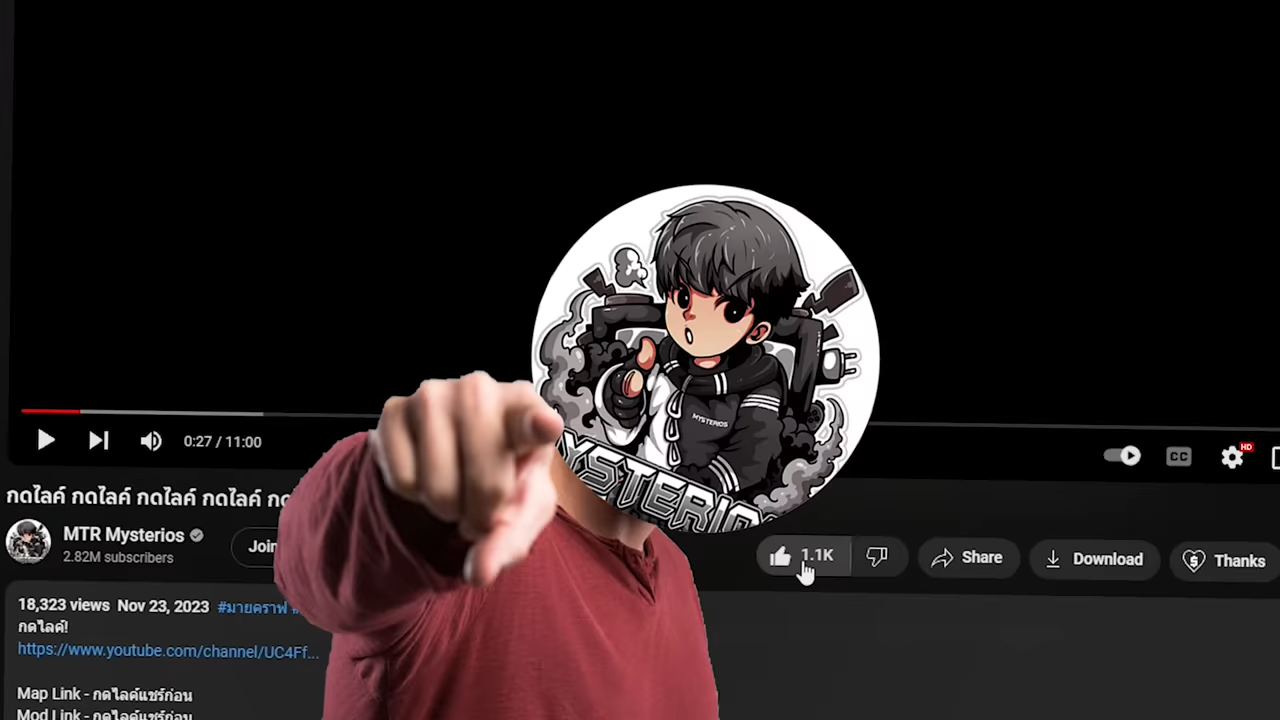 MYSTERIOS
MYSTERIO
0:27 / 11:00
CC
HD
กดไลค์ กดไลค์ กดไลค์ กดไลค์
MTR Mysterios
2.82M subscribers
Join
1.1K
Share
Download
Thanks
18,323 views Nov 23, 2023 #มายคราฟ
กดไลค์!
https://www.youtube.com/channel/UC4Ff...
Map Link - กดไลค์แชร์ก่อน
Mod Link - กดไลค์แชร์ก่อน